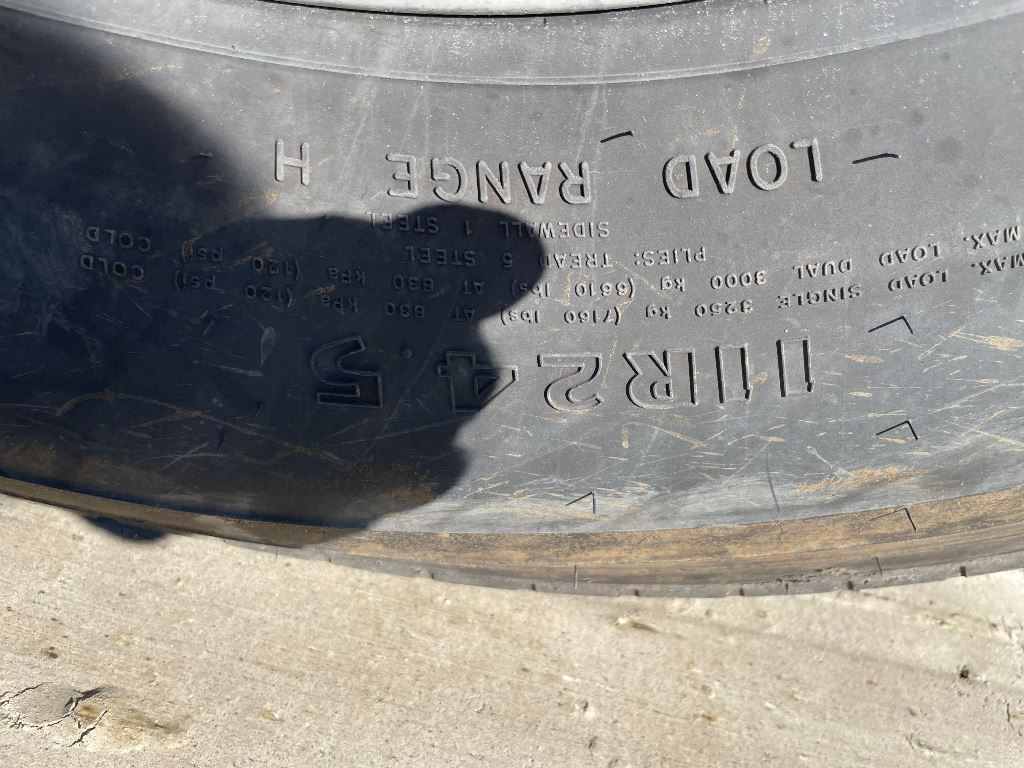 11R24.5
MAX. LOAD SINGLE 3250 kg (7160 lbs) AT 830 kPa (120 psi) COLD
MAX. LOAD DUAL 3000 kg (6610 lbs) AT 830 kPa (120 psi) COLD
PLIES: TREAD 5 STEEL
SIDEWALL 1 STEEL
LOAD RANGE H